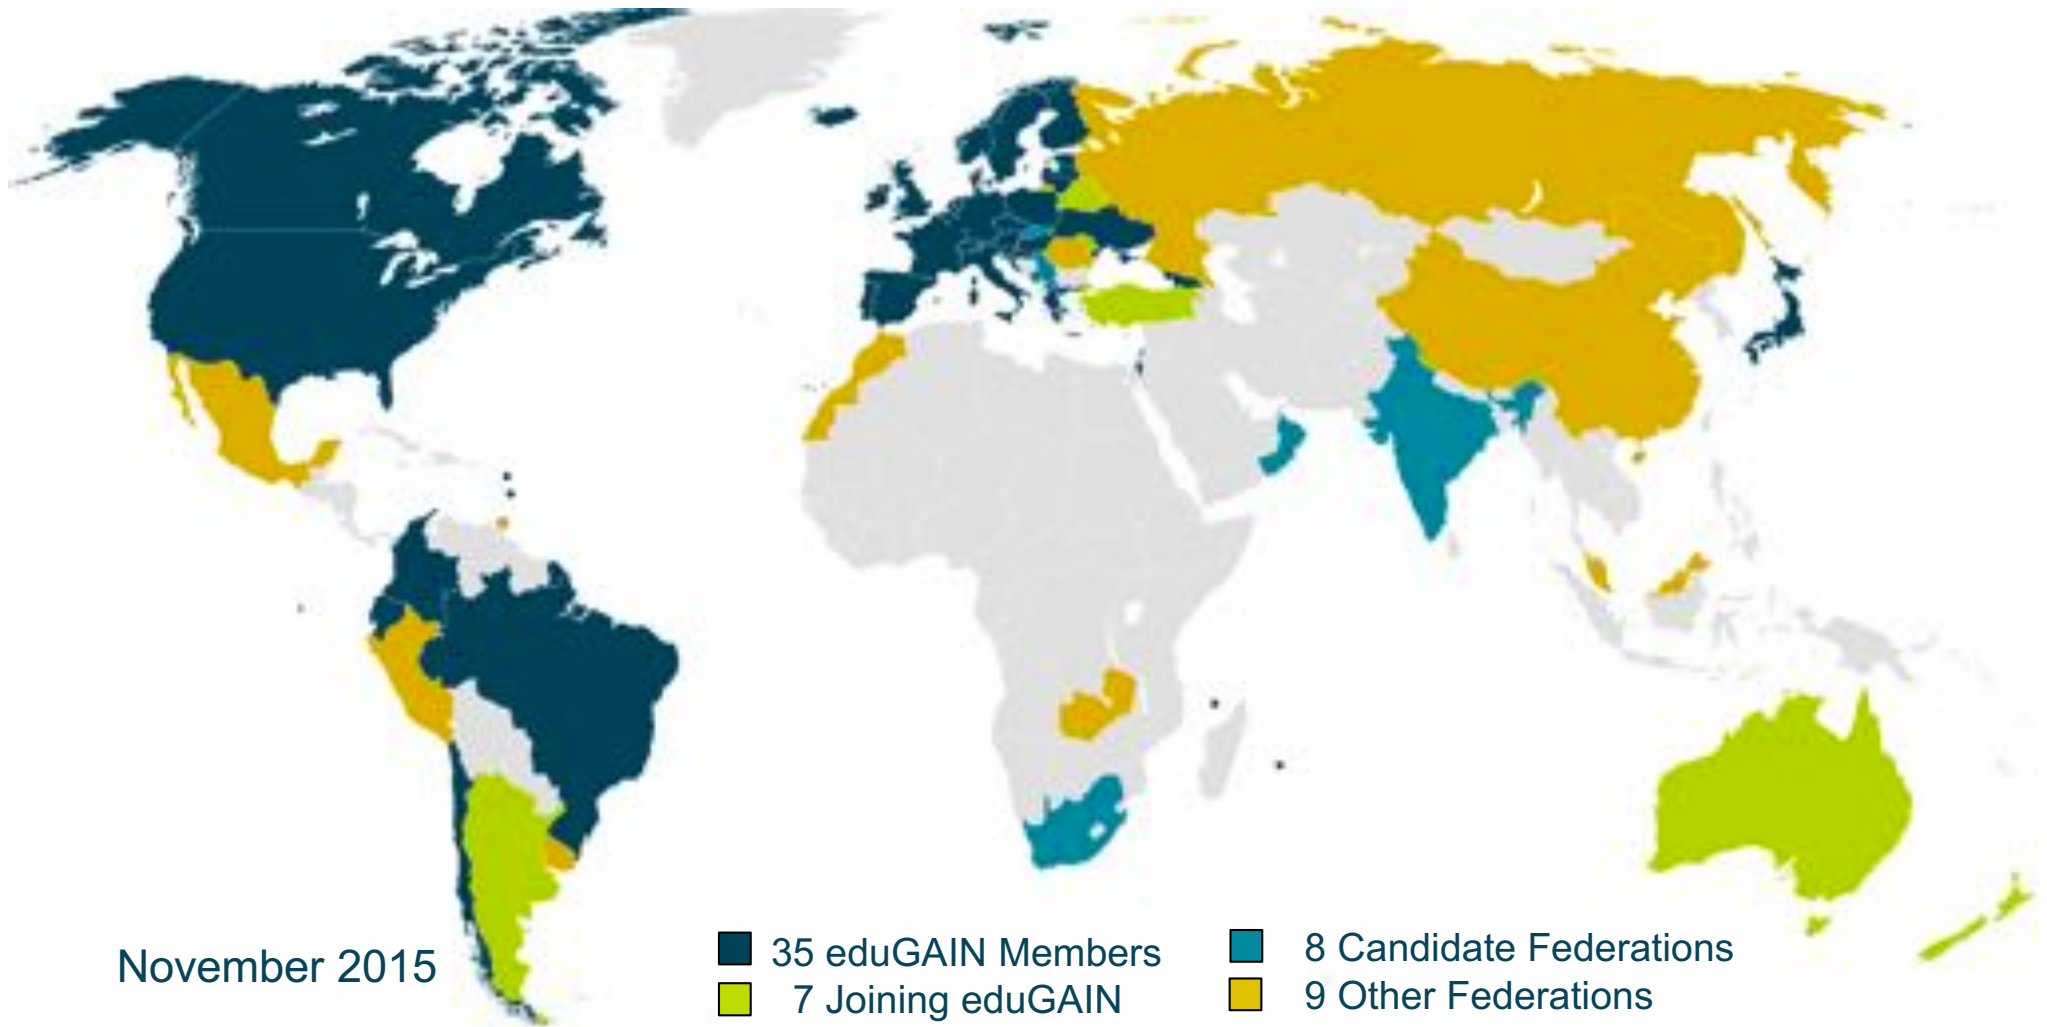 November 2015
35 eduGAIN Members
7 Joining eduGAIN
8 Candidate Federations
9 Other Federations